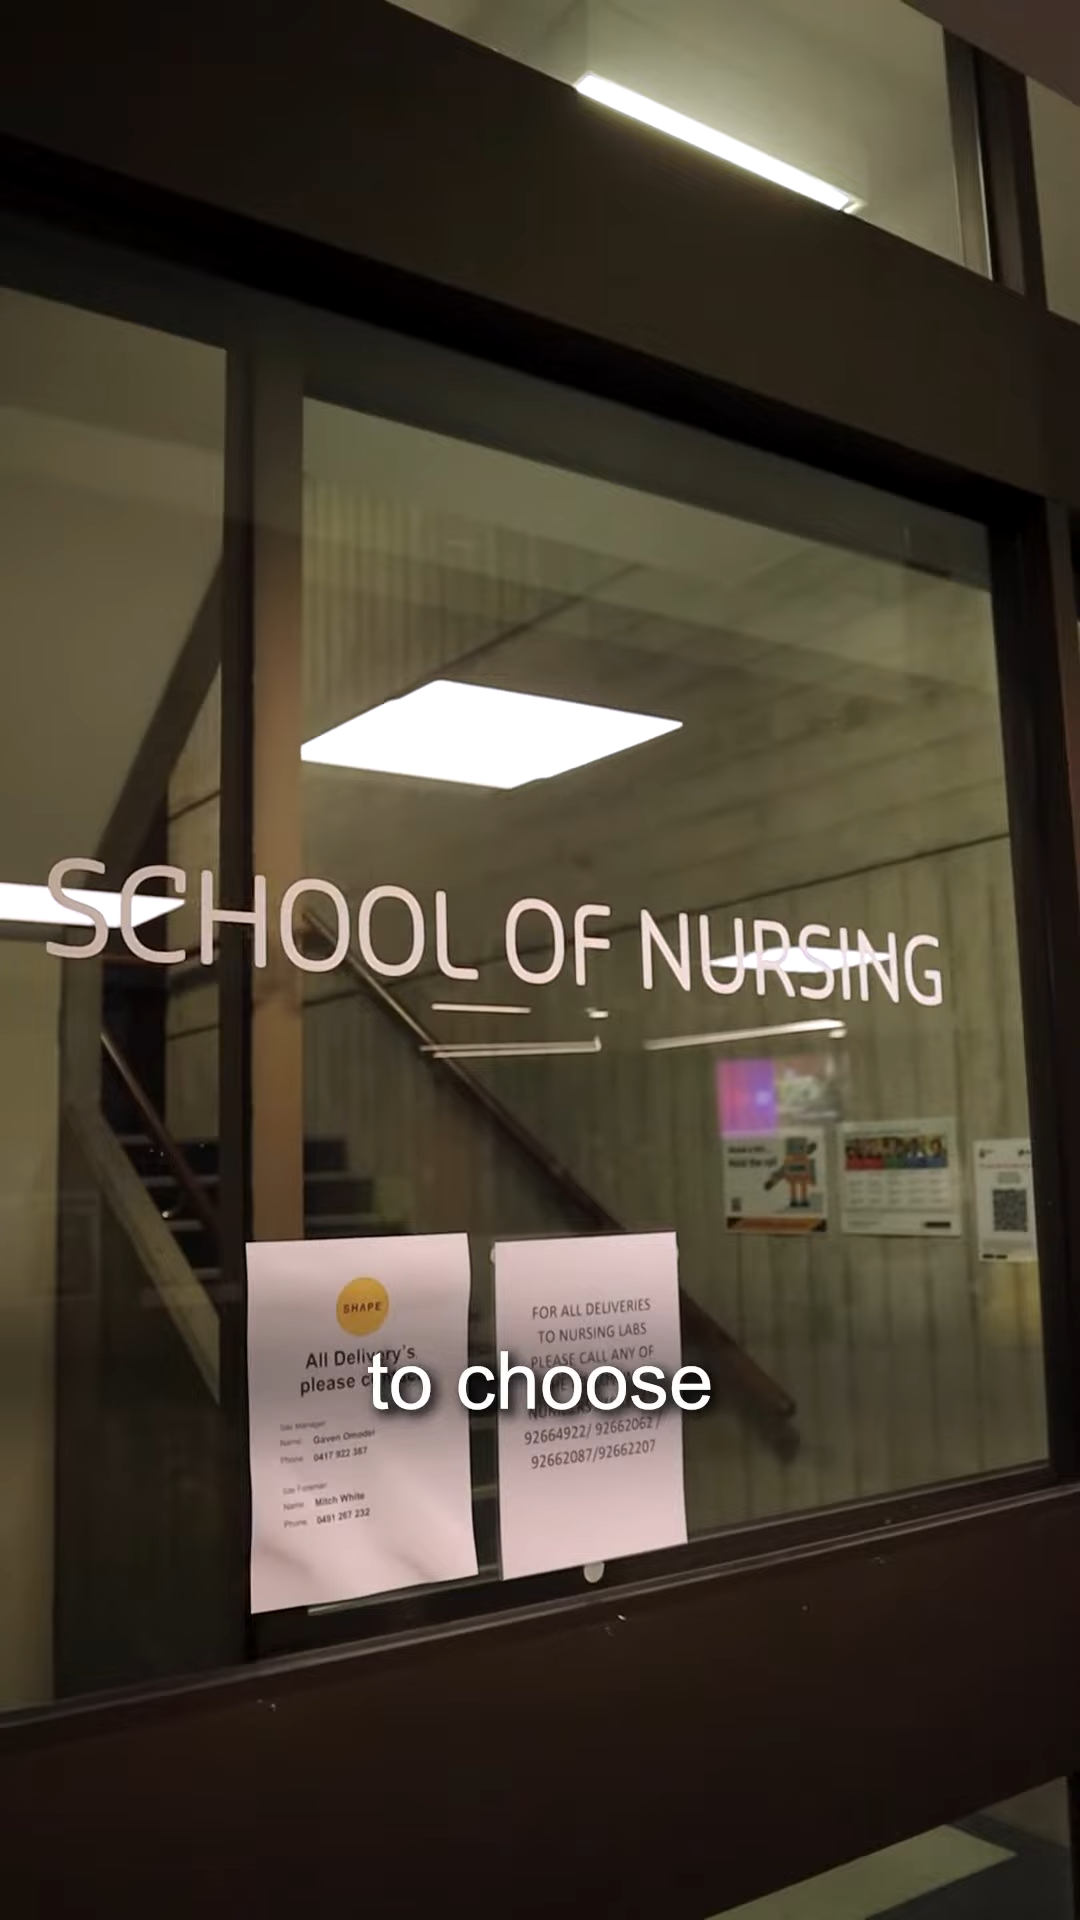 SCHOOL OF NURSING
SHAPE
All Delivery's
please
Site Manager
Name: Gaven Omodei
Phone 0417 922 387
Site Foreman
Name Mitch White
Phone: 0491 267 232
FOR ALL DELIVERIES
TO NURSING LABS
PLEASE CALL ANY OF
92664922/ 92662062 /
92662087/92662207
to choose